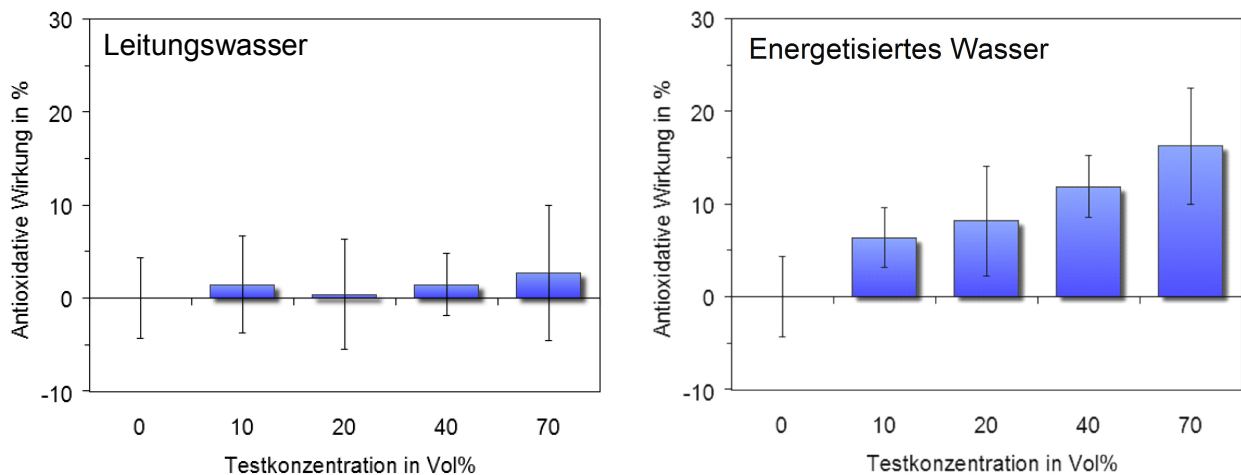 Leitungswasser
Antioxidative Wirkung in %
30
20
10
0
-10
0 10 20 40 70
Testkonzentration in Vol%
Energetisiertes Wasser
Antioxidative Wirkung in %
30
20
10
0
-10
0 10 20 40 70
Testkonzentration in Vol%